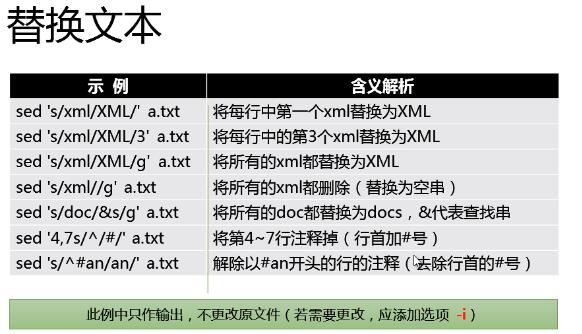 替换文本
示 例 含义解析
sed 's/xml/XML/' a.txt 将每行中第一个xml替换为XML
sed 's/xml/XML/3' a.txt 将每行中的第3个xml替换为XML
sed 's/xml/XML/g' a.txt 将所有的xml都替换为XML
sed 's/xml//g' a.txt 将所有的xml都删除（替换为空串）
sed 's/doc/&s/g' a.txt 将所有的doc都替换为docs，&代表查找串
sed '4,7s/^/#/' a.txt 将第4~7行注释掉（行首加#号）
sed 's/^#an/an/' a.txt 解除以#an开头的行的注释（去除行首的#号）
此例中只作输出，不更改原文件（若需要更改，应添加选项 -i）